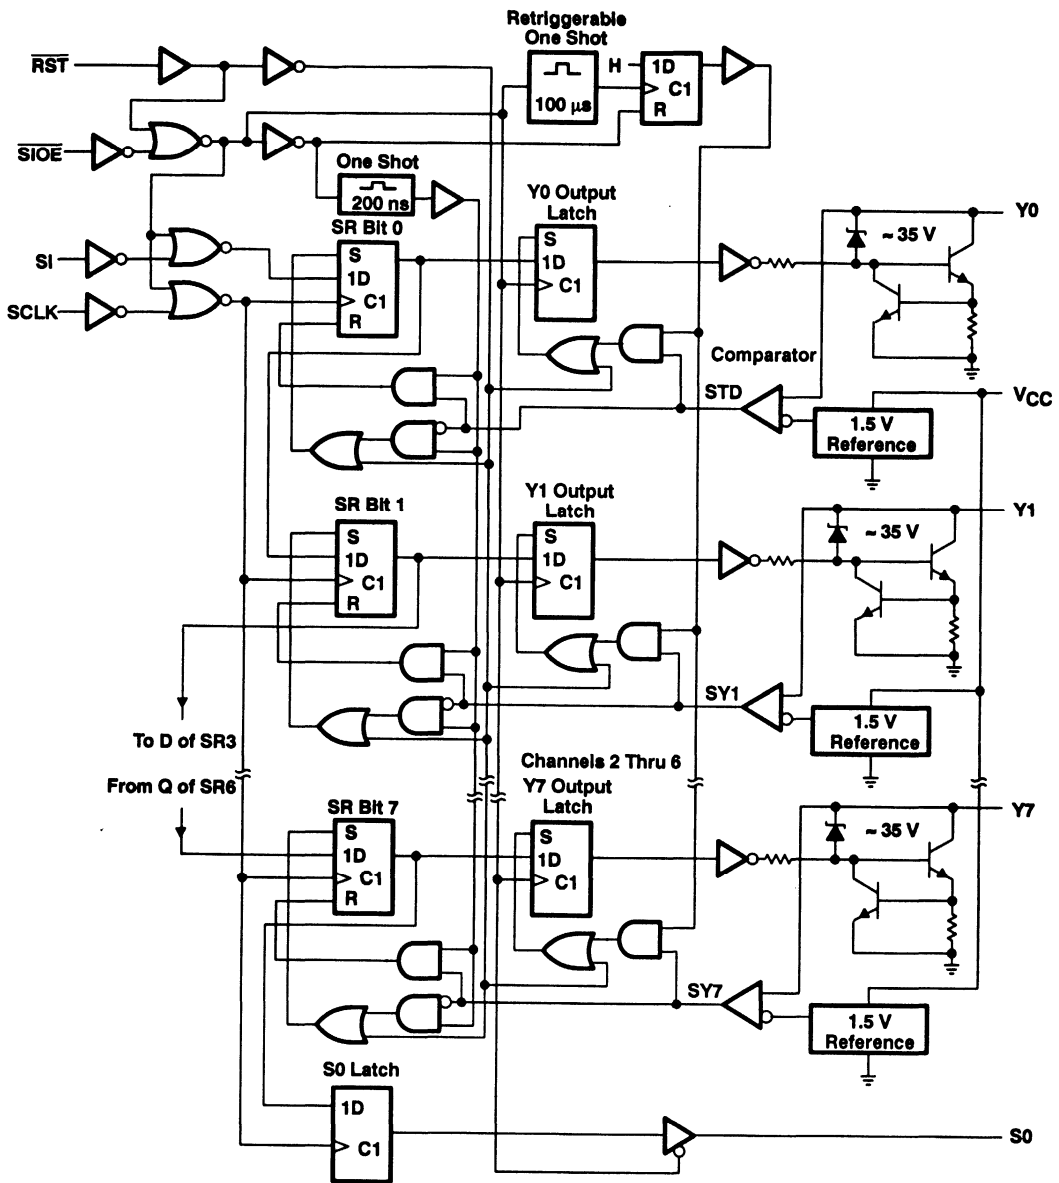 Retriggerable
One Shot
RST
H
1D
C1
R
100 µs
SIOE
One Shot
200 ns
Y0 Output
Latch
SR Bit 0
S
1D
C1
~ 35 V
Y0
SI
S
1D
C1
R
SCLK
Comparator
STD
VCC
1.5 V
Reference
Y1 Output
Latch
SR Bit 1
S
1D
C1
R
S
1D
C1
~ 35 V
Y1
SY1
1.5 V
Reference
To D of SR3
Channels 2 Thru 6
From Q of SR6
Y7 Output
Latch
SR Bit 7
S
1D
C1
R
S
1D
C1
~ 35 V
Y7
SY7
1.5 V
Reference
S0 Latch
1D
C1
S0